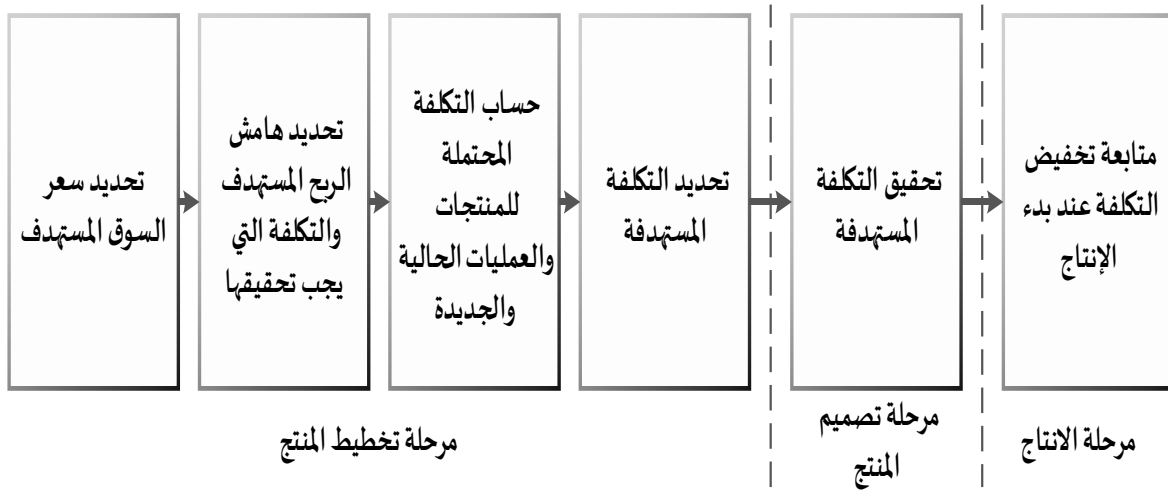 تحديد سعر
السوق المستهدف
تحديد هامش
الربح المستهدف
والتكلفة التي
يجب تحقيقها
حساب التكلفة
المحتملة
للمنتجات
والعمليات الحالية
والجديدة
تحديد التكلفة
المستهدفة
تحقيق التكلفة
المستهدفة
متابعة تخفيض
التكلفة عند بدء
الإنتاج
مرحلة تخطيط المنتج
مرحلة تصميم
المنتج
مرحلة الانتاج